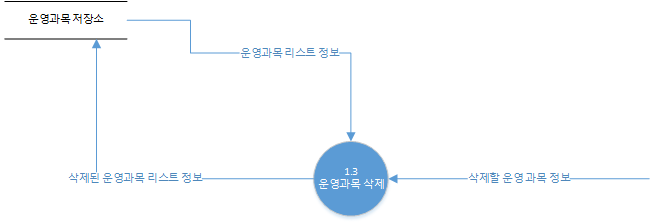 운영과목 저장소
운영과목 리스트 정보
삭제된 운영과목 리스트 정보
1.3
운영과목 삭제
삭제할 운영 과목 정보